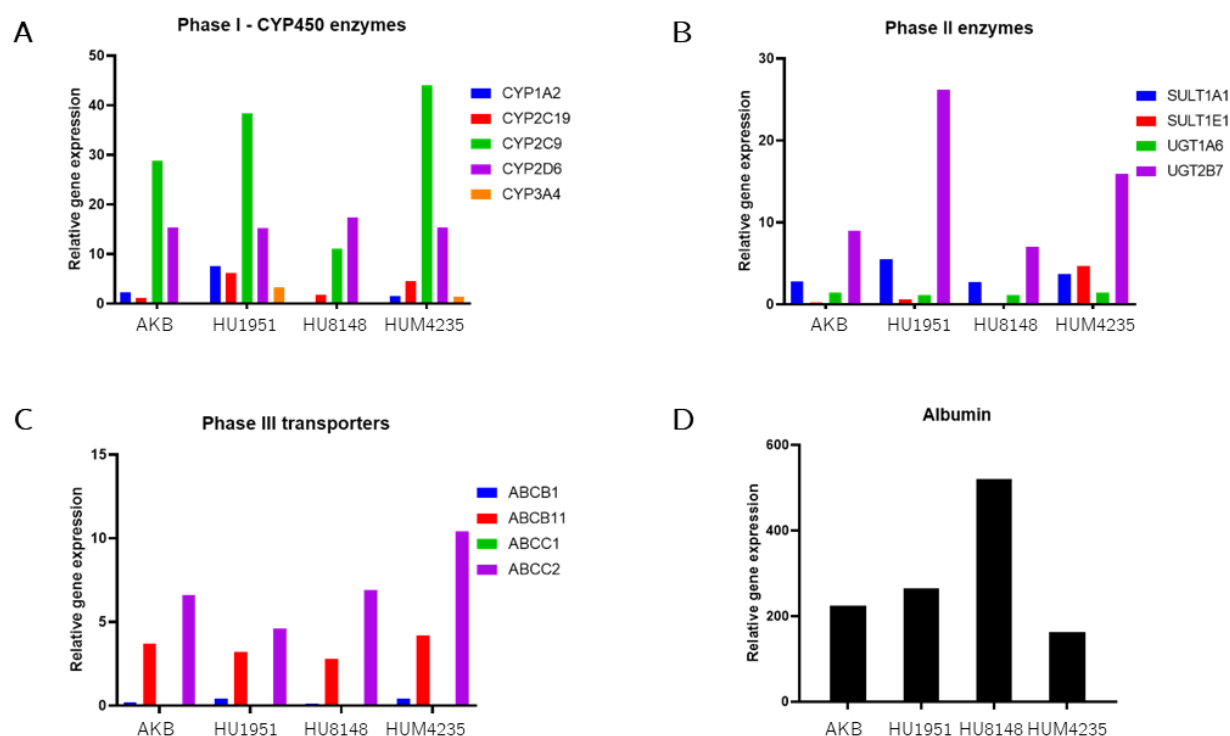 A
Phase I - CYP450 enzymes
Relative gene expression
50
40
30
20
10
0
AKB HU1951 HU8148 HUM4235
CYP1A2
CYP2C19
CYP2C9
CYP2D6
CYP3A4
B
Phase II enzymes
Relative gene expression
30
20
10
0
AKB HU1951 HU8148 HUM4235
SULT1A1
SULT1E1
UGT1A6
UGT2B7
C
Phase III transporters
Relative gene expression
15
10
5
0
AKB HU1951 HU8148 HUM4235
ABCB1
ABCB11
ABCC1
ABCC2
D
Albumin
Relative gene expression
600
400
200
0
AKB HU1951 HU8148 HUM4235